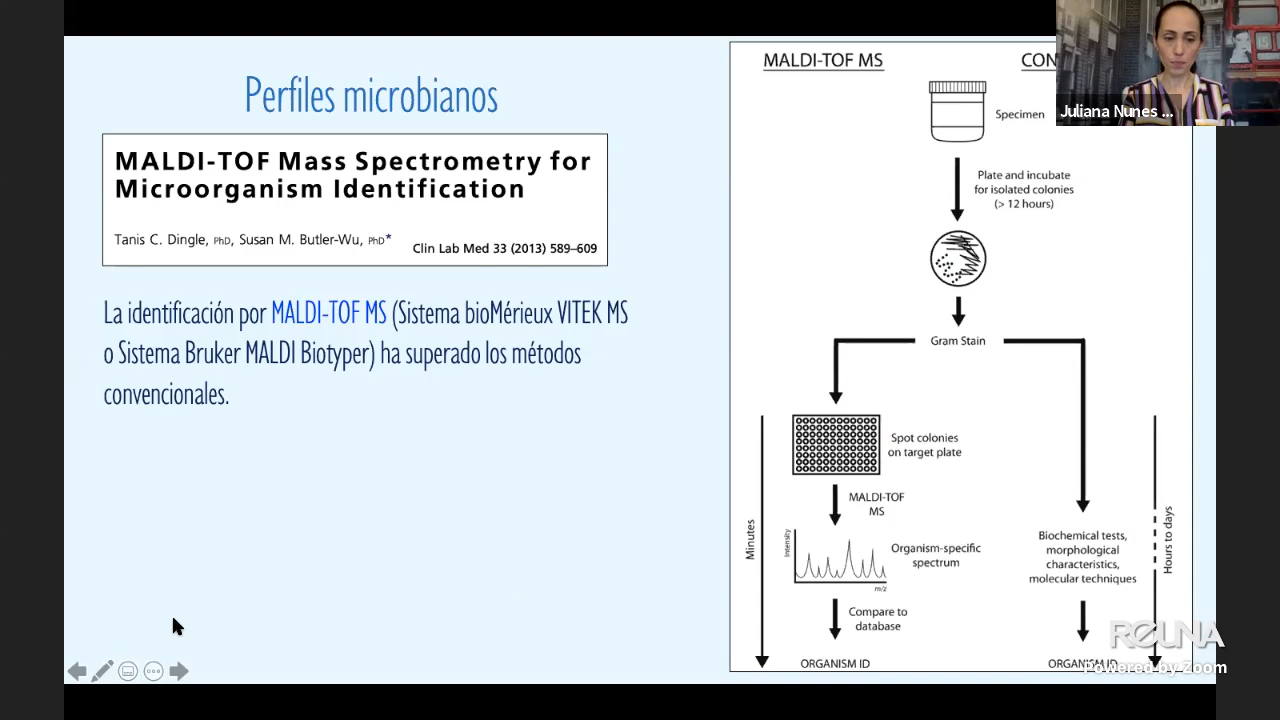 Perfiles microbianos
MALDI-TOF Mass Spectrometry for
Microorganism Identification
Tanis C. Dingle, PhD, Susan M. Butler-Wu, PhD*
Clin Lab Med 33 (2013) 589–609
La identificación por MALDI-TOF MS (Sistema bioMérieux VITEK MS
o Sistema Bruker MALDI Biotyper) ha superado los métodos
convencionales.
MALDI-TOF MS
CON
Specimen
Plate and incubate
for isolated colonies
(> 12 hours)
Gram Stain
Spot colonies
on target plate
MALDI-TOF
MS
Minutes
Intensity
m/z
Organism-specific
spectrum
Compare to
database
ORGANISM ID
Biochemical tests,
morphological
characteristics,
molecular techniques
Hours to days
ORGANISM ID
Juliana Nunes ...
REUNA
Powered by Zoom